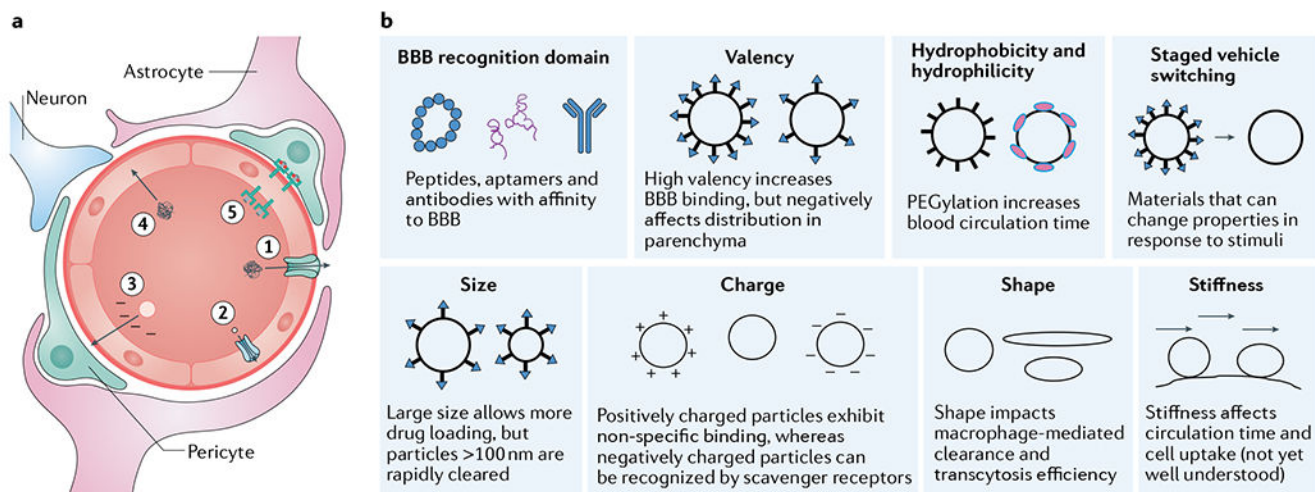 a
Astrocyte
Neuron
4
5
1
3
2
Pericyte
b
BBB recognition domain
Peptides, aptamers and
antibodies with affinity
to BBB
Valency
High valency increases
BBB binding, but negatively
affects distribution in
parenchyma
Hydrophobicity and
hydrophilicity
PEGylation increases
blood circulation time
Staged vehicle
switching
Materials that can
change properties in
response to stimuli
Size
Large size allows more
drug loading, but
particles >100 nm are
rapidly cleared
Charge
+ + + + + + +
– – – – – – –
Positively charged particles exhibit
non-specific binding, whereas
negatively charged particles can
be recognized by scavenger receptors
Shape
Shape impacts
macrophage-mediated
clearance and
transcytosis efficiency
Stiffness
Stiffness affects
circulation time and
cell uptake (not yet
well understood)